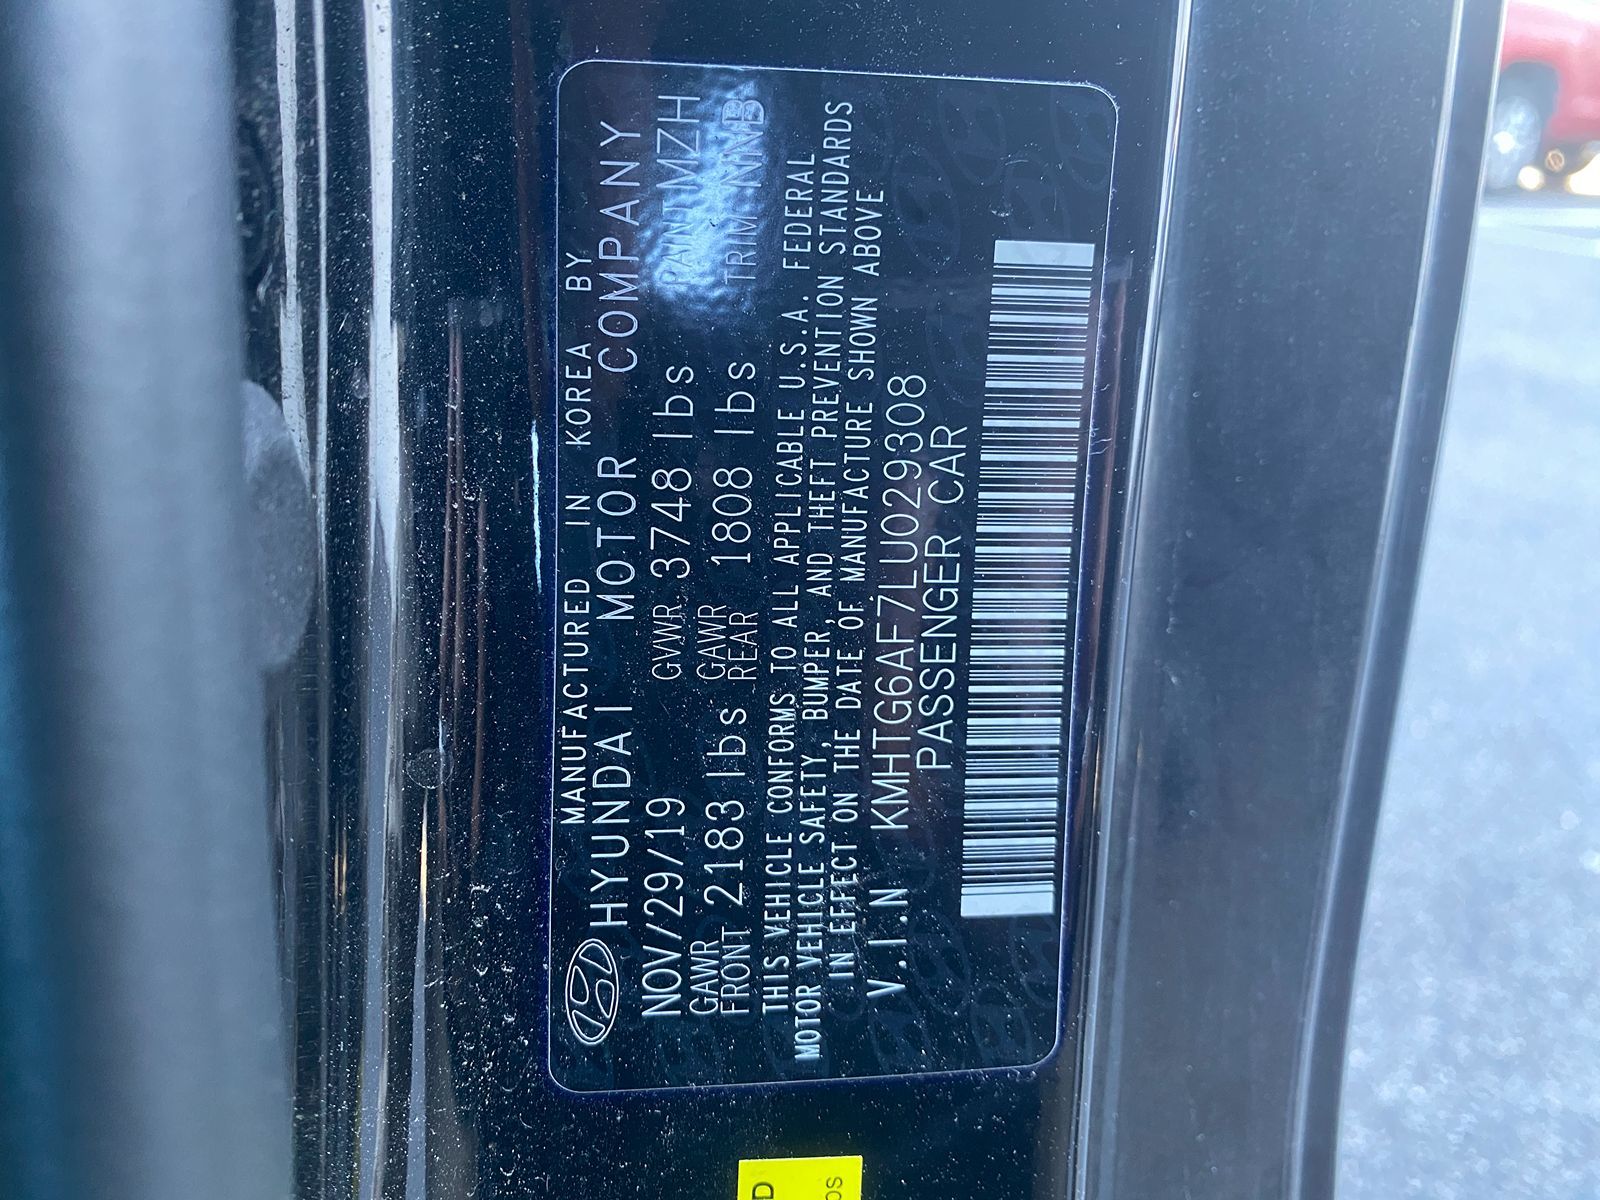 MANUFACTURED IN KOREA BY
HYUNDAI MOTOR COMPANY
NOV/29/19 GVWR 3748 lbs PAINT:MZH
GAWR FRONT 2183 lbs GAWR REAR 1808 lbs TRIM:NNB
THIS VEHICLE CONFORMS TO ALL APPLICABLE U.S.A. FEDERAL
MOTOR VEHICLE SAFETY, BUMPER, AND THEFT PREVENTION STANDARDS
IN EFFECT ON THE DATE OF MANUFACTURE SHOWN ABOVE
V.I.N KMHTG6AF7LU029308
PASSENGER CAR